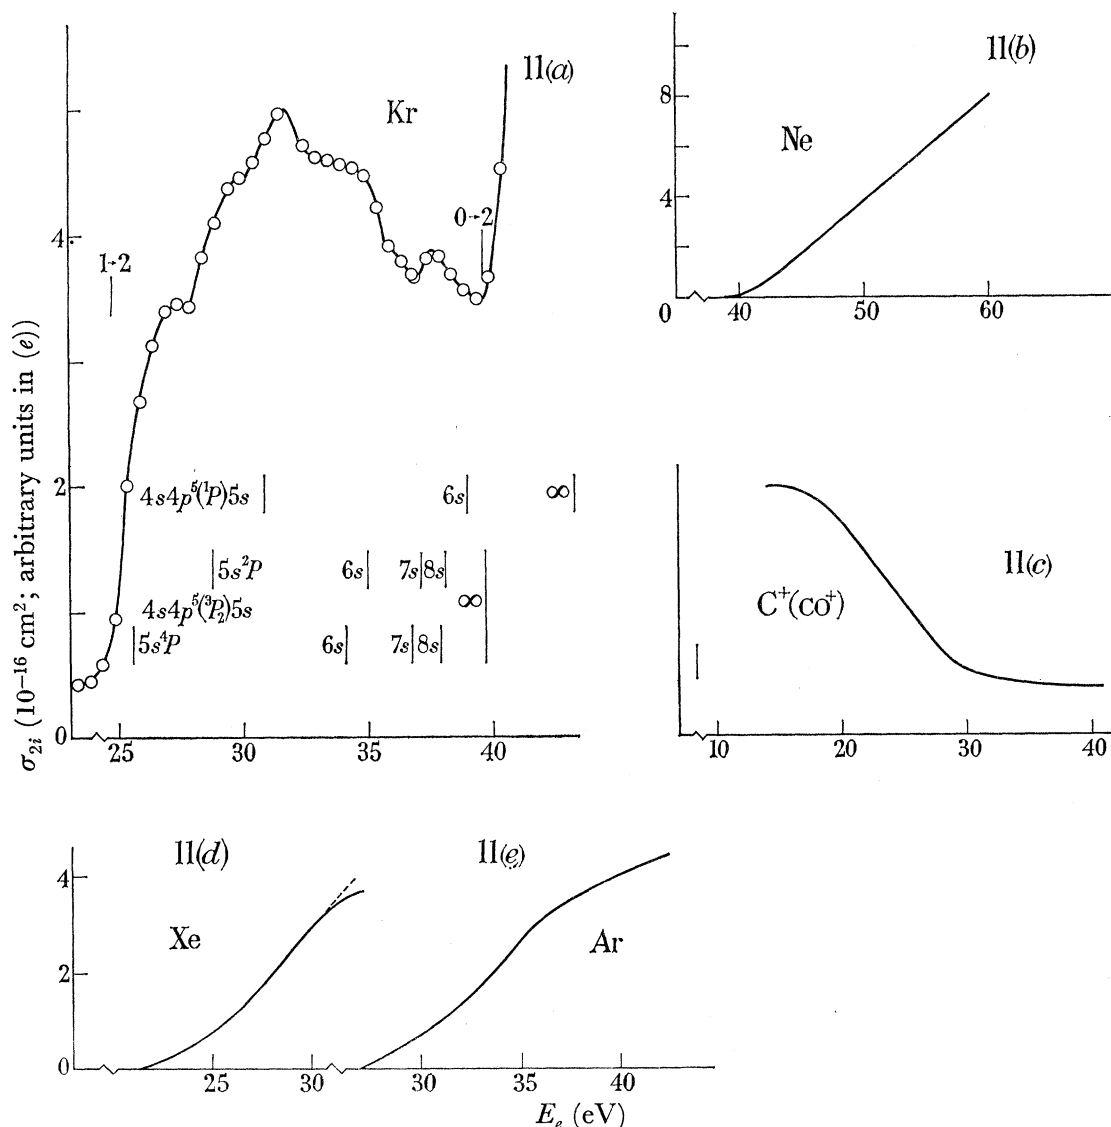 11(a)
Kr
4
1→2
0→2
2
4s4p⁵(¹P)5s
6s
∞
5s²P
6s
7s
8s
4s4p⁵(³P₂)5s
∞
5s⁴P
6s
7s
8s
0
25
30
35
40
σ₂ᵢ (10⁻¹⁶ cm²; arbitrary units in (e))
11(b)
8
Ne
4
0
40
50
60
11(c)
C⁺(CO⁺)
10
20
30
40
11(d)
4
Xe
2
0
25
30
11(e)
Ar
30
35
40
Eₑ (eV)